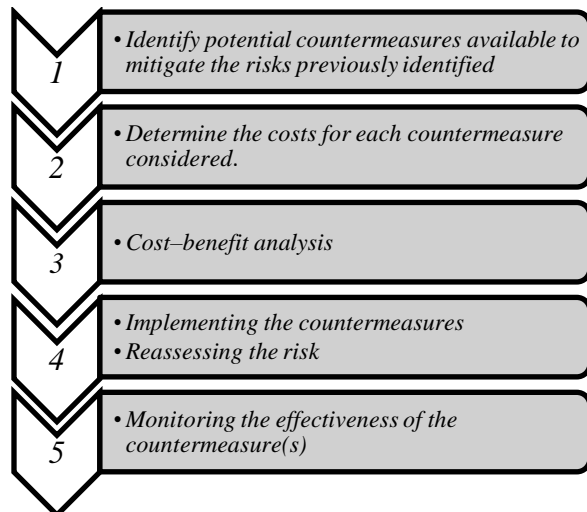 1
• Identify potential countermeasures available to
mitigate the risks previously identified
2
• Determine the costs for each countermeasure
considered.
3
• Cost–benefit analysis
4
• Implementing the countermeasures
• Reassessing the risk
5
• Monitoring the effectiveness of the
countermeasure(s)